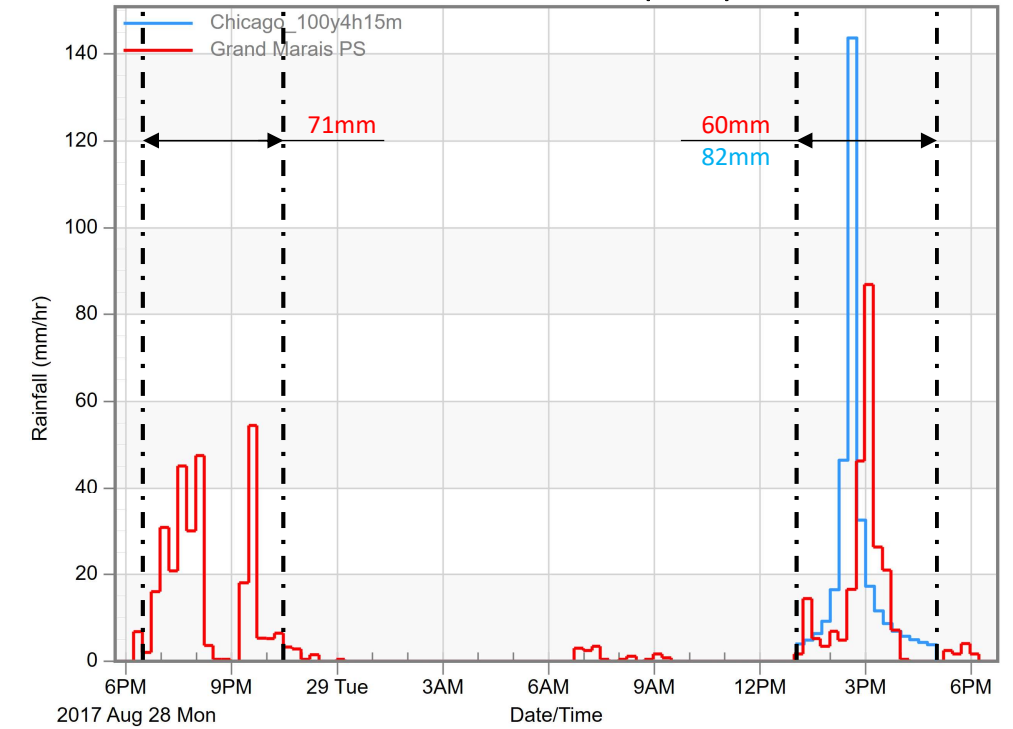 Chicago_100y4h15m
Grand Marais PS
140
120
100
80
60
40
20
0
Rainfall (mm/hr)
71mm
60mm
82mm
6PM 9PM 29 Tue 3AM 6AM 9AM 12PM 3PM 6PM
2017 Aug 28 Mon
Date/Time